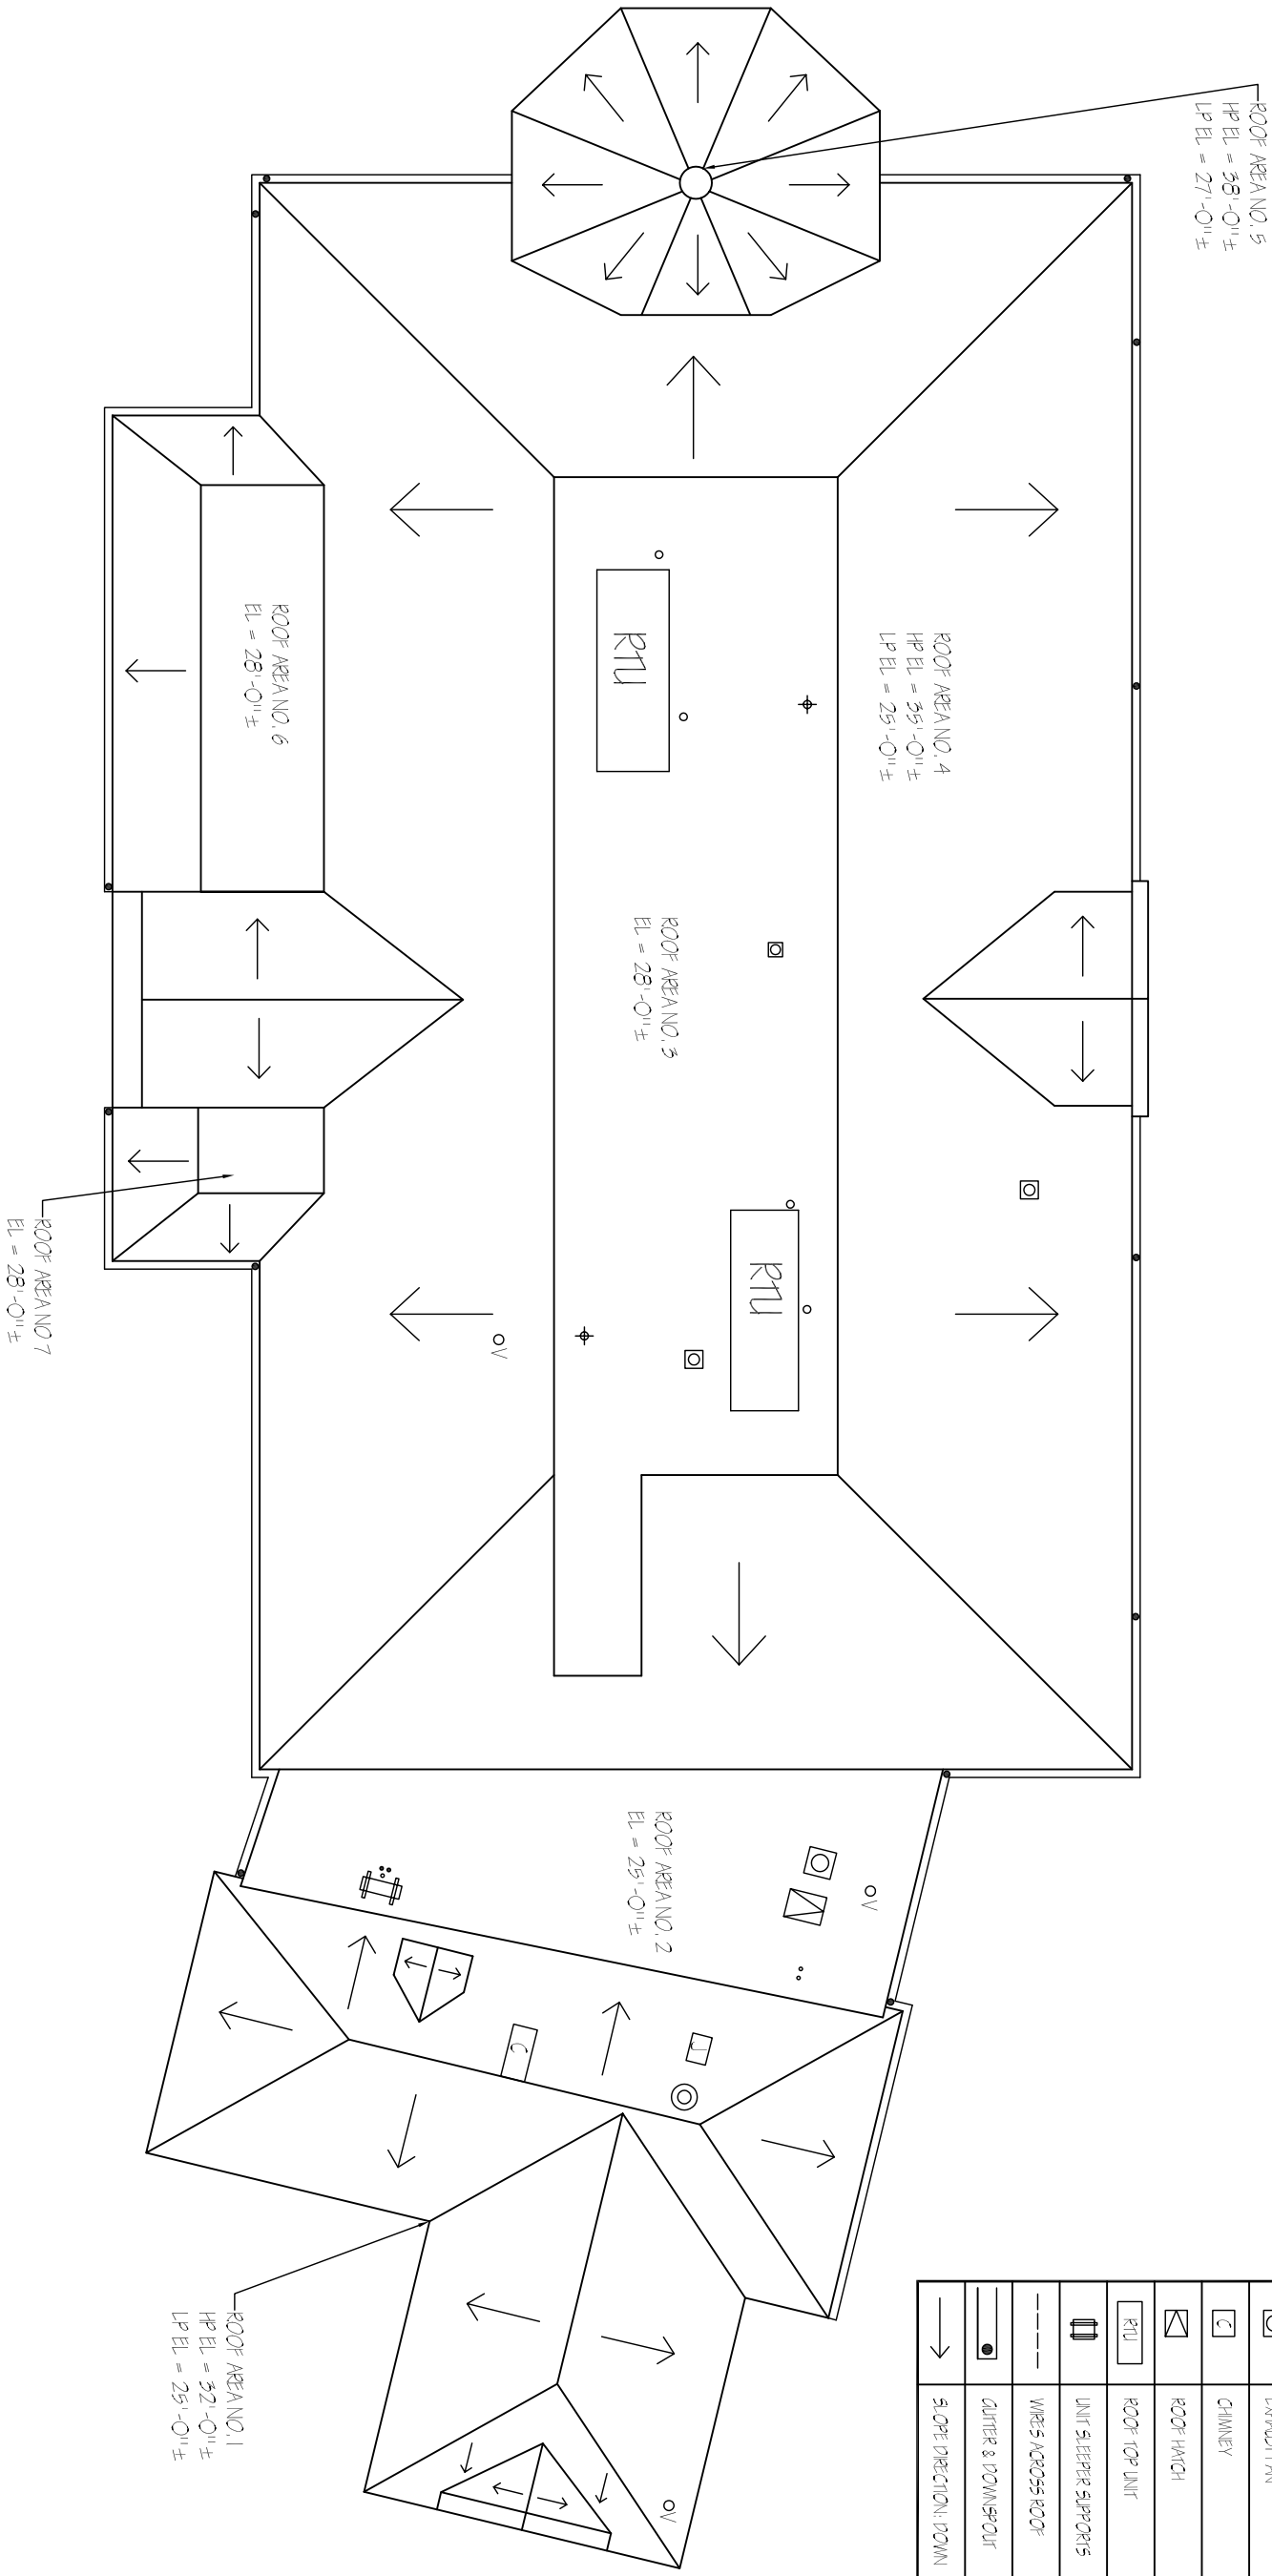 ROOF AREA NO. 5
HP EL = 38'-0"±
LP EL = 27'-0"±
ROOF AREA NO. 4
HP EL = 35'-0"±
LP EL = 25'-0"±
RTU
ROOF AREA NO. 6
EL = 28'-0"±
ROOF AREA NO. 3
EL = 28'-0"±
RTU
ROOF AREA NO 7
EL = 28'-0"±
V
ROOF AREA NO. 2
EL = 25'-0"±
V
C
J
ROOF AREA NO. 1
HP EL = 32'-0"±
LP EL = 25'-0"±
V
C CHIMNEY
ROOF HATCH
RTU ROOF TOP UNIT
UNIT SLEEPER SUPPORTS
WIRES ACROSS ROOF
GUTTER & DOWNSPOUT
SLOPE DIRECTION: DOWN